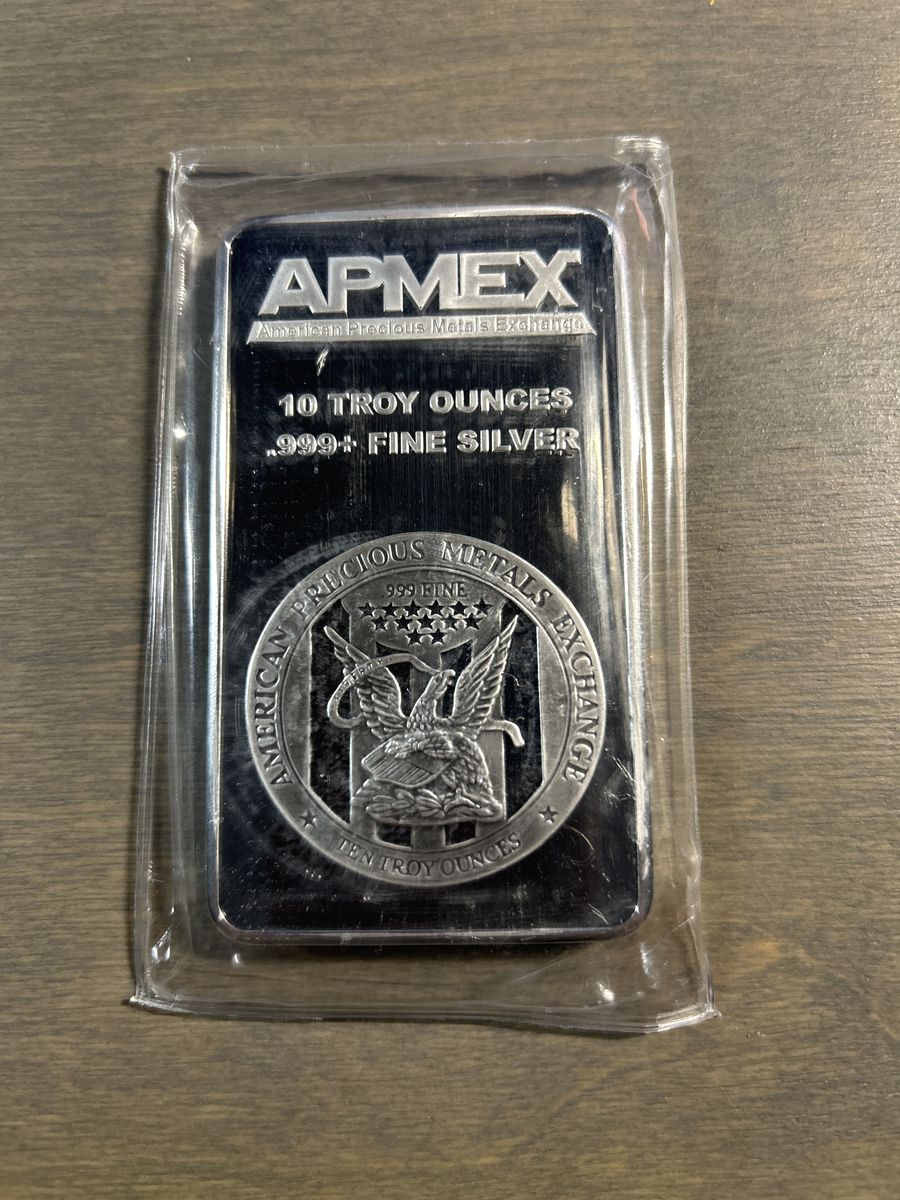 APMEX
American Precious Metals Exchange
10 TROY OUNCES
.999+ FINE SILVER
AMERICAN PRECIOUS METALS EXCHANGE
.999 FINE
LIBERTY
TEN TROY OUNCES